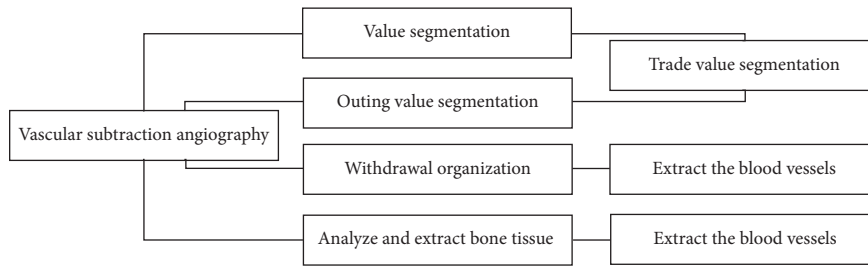 Value segmentation
Trade value segmentation
Outing value segmentation
Vascular subtraction angiography
Withdrawal organization
Extract the blood vessels
Analyze and extract bone tissue
Extract the blood vessels